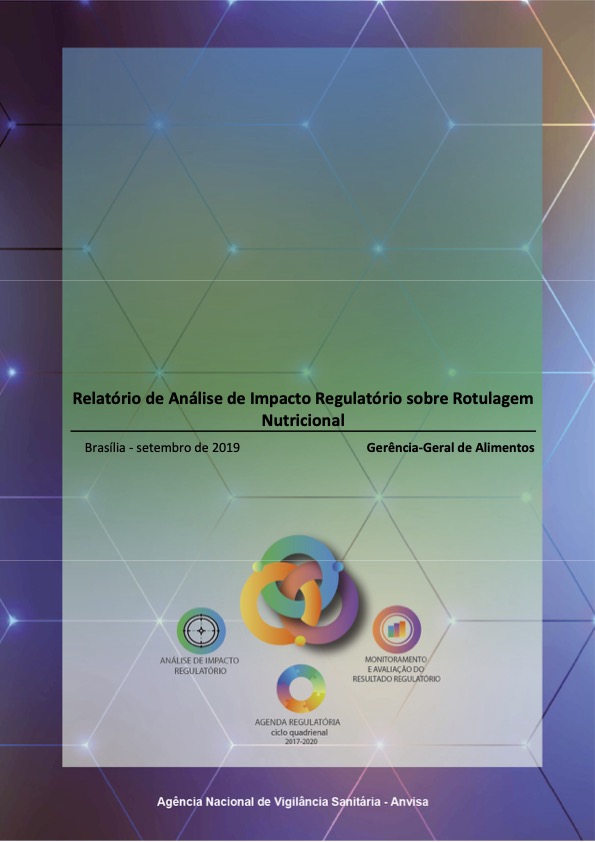 Relatório de Análise de Impacto Regulatório sobre Rotulagem
Nutricional
Brasília - setembro de 2019
Gerência-Geral de Alimentos
ANÁLISE DE IMPACTO
REGULATÓRIO
MONITORAMENTO
E AVALIAÇÃO DO
RESULTADO REGULATÓRIO
AGENDA REGULATÓRIA
ciclo quadrienal
2017-2020
Agência Nacional de Vigilância Sanitária - Anvisa